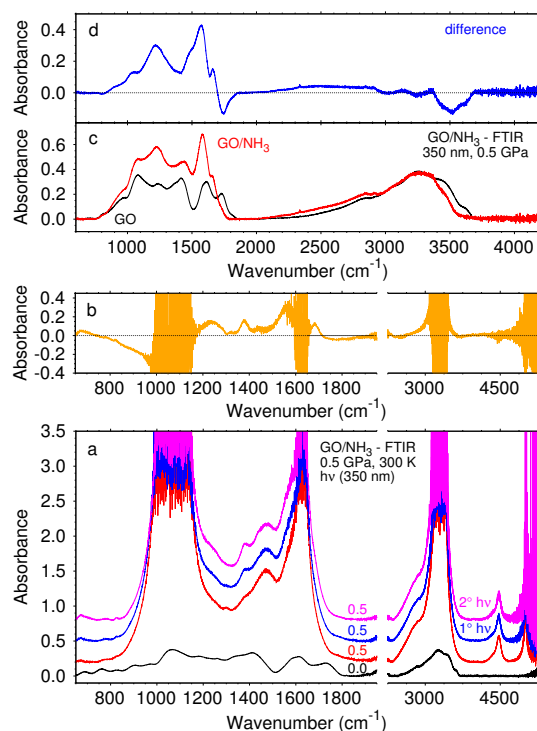 d
difference
0.4
0.2
0.0
Absorbance
c
GO/NH₃
GO/NH₃ - FTIR
350 nm, 0.5 GPa
0.6
0.4
0.2
0.0
GO
Absorbance
1000 1500 2000 2500 3000 3500 4000
Wavenumber (cm⁻¹)
b
0.4
0.2
0.0
-0.2
-0.4
Absorbance
800 1000 1200 1400 1600 1800 3000 4500
Wavenumber (cm⁻¹)
a
GO/NH₃ - FTIR
0.5 GPa, 300 K
hν (350 nm)
3.5
3.0
2.5
2.0
1.5
1.0
0.5
0.0
Absorbance
0.5 2° hν
0.5 1° hν
0.5
0.0
800 1000 1200 1400 1600 1800 3000 4500
Wavenumber (cm⁻¹)